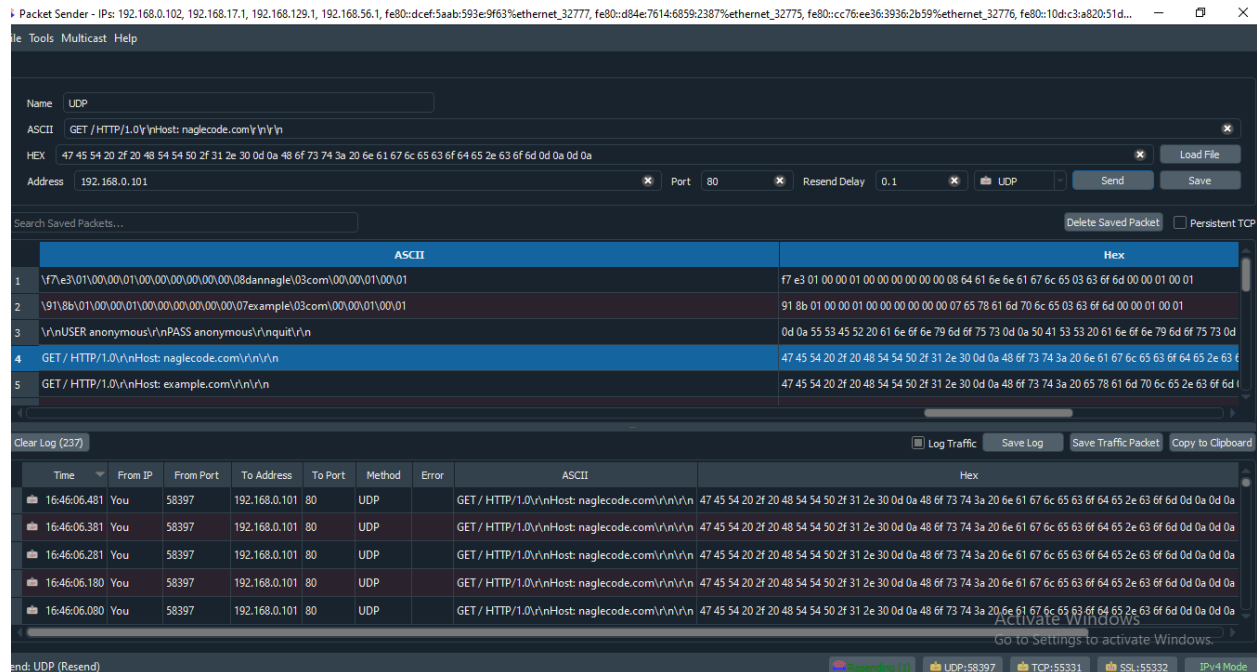 Packet Sender - IPs: 192.168.0.102, 192.168.17.1, 192.168.129.1, 192.168.56.1, fe80::dcef:5aab:593e:9f63%ethernet_32777, fe80::d84e:7614:6859:2387%ethernet_32775, fe80::cc76:ee36:3936:2b59%ethernet_32776, fe80::10d:c3:a820:51d...
ile Tools Multicast Help
Name UDP
ASCII GET / HTTP/1.0\r\nHost: naglecode.com\r\n\r\n
HEX 47 45 54 20 2f 20 48 54 54 50 2f 31 2e 30 0d 0a 48 6f 73 74 3a 20 6e 61 67 6c 65 63 6f 64 65 2e 63 6f 6d 0d 0a 0d 0a Load File
Address 192.168.0.101 Port 80 Resend Delay 0.1 UDP Send Save
Search Saved Packets... Delete Saved Packet Persistent TCP
ASCII Hex
1 \f7\e3\01\00\00\01\00\00\00\00\00\00\08dannagle\03com\00\00\01\00\01 f7 e3 01 00 00 01 00 00 00 00 00 00 08 64 61 6e 6e 61 67 6c 65 03 63 6f 6d 00 00 01 00 01
2 \91\8b\01\00\00\01\00\00\00\00\00\00\07example\03com\00\00\01\00\01 91 8b 01 00 00 01 00 00 00 00 00 00 07 65 78 61 6d 70 6c 65 03 63 6f 6d 00 00 01 00 01
3 \r\nUSER anonymous\r\nPASS anonymous\r\nquit\r\n 0d 0a 55 53 45 52 20 61 6e 6f 6e 79 6d 6f 75 73 0d 0a 50 41 53 53 20 61 6e 6f 6e 79 6d 6f 75 73 0d
4 GET / HTTP/1.0\r\nHost: naglecode.com\r\n\r\n 47 45 54 20 2f 20 48 54 54 50 2f 31 2e 30 0d 0a 48 6f 73 74 3a 20 6e 61 67 6c 65 63 6f 64 65 2e 63 6
5 GET / HTTP/1.0\r\nHost: example.com\r\n\r\n 47 45 54 20 2f 20 48 54 54 50 2f 31 2e 30 0d 0a 48 6f 73 74 3a 20 65 78 61 6d 70 6c 65 2e 63 6f 6d
Clear Log (237) Log Traffic Save Log Save Traffic Packet Copy to Clipboard
Time From IP From Port To Address To Port Method Error ASCII Hex
16:46:06.481 You 58397 192.168.0.101 80 UDP GET / HTTP/1.0\r\nHost: naglecode.com\r\n\r\n 47 45 54 20 2f 20 48 54 54 50 2f 31 2e 30 0d 0a 48 6f 73 74 3a 20 6e 61 67 6c 65 63 6f 64 65 2e 63 6f 6d 0d 0a 0d 0a
16:46:06.381 You 58397 192.168.0.101 80 UDP GET / HTTP/1.0\r\nHost: naglecode.com\r\n\r\n 47 45 54 20 2f 20 48 54 54 50 2f 31 2e 30 0d 0a 48 6f 73 74 3a 20 6e 61 67 6c 65 63 6f 64 65 2e 63 6f 6d 0d 0a 0d 0a
16:46:06.281 You 58397 192.168.0.101 80 UDP GET / HTTP/1.0\r\nHost: naglecode.com\r\n\r\n 47 45 54 20 2f 20 48 54 54 50 2f 31 2e 30 0d 0a 48 6f 73 74 3a 20 6e 61 67 6c 65 63 6f 64 65 2e 63 6f 6d 0d 0a 0d 0a
16:46:06.180 You 58397 192.168.0.101 80 UDP GET / HTTP/1.0\r\nHost: naglecode.com\r\n\r\n 47 45 54 20 2f 20 48 54 54 50 2f 31 2e 30 0d 0a 48 6f 73 74 3a 20 6e 61 67 6c 65 63 6f 64 65 2e 63 6f 6d 0d 0a 0d 0a
16:46:06.080 You 58397 192.168.0.101 80 UDP GET / HTTP/1.0\r\nHost: naglecode.com\r\n\r\n 47 45 54 20 2f 20 48 54 54 50 2f 31 2e 30 0d 0a 48 6f 73 74 3a 20 6e 61 67 6c 65 63 6f 64 65 2e 63 6f 6d 0d 0a 0d 0a
Activate Windows
Go to Settings to activate Windows.
end: UDP (Resend) Resending (1) UDP:58397 TCP:55331 SSL:55332 IPv4 Mode